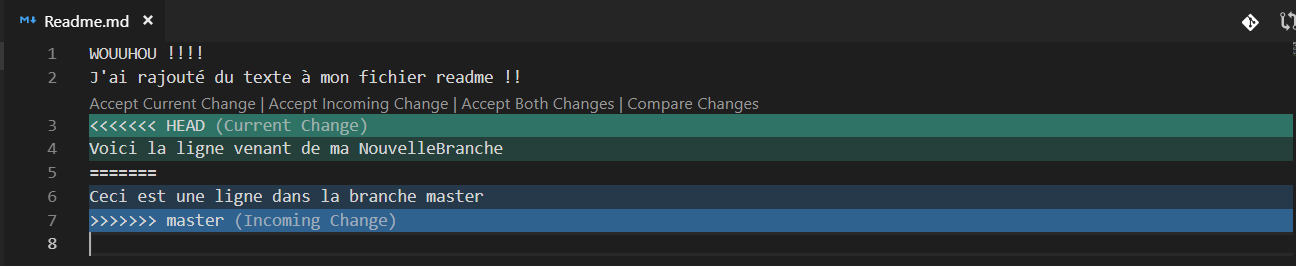 Readme.md ×
1 WOUUHOU !!!!
2 J'ai rajouté du texte à mon fichier readme !!
Accept Current Change | Accept Incoming Change | Accept Both Changes | Compare Changes
3 <<<<<<< HEAD (Current Change)
4 Voici la ligne venant de ma NouvelleBranche
5 =======
6 Ceci est une ligne dans la branche master
7 >>>>>>> master (Incoming Change)
8